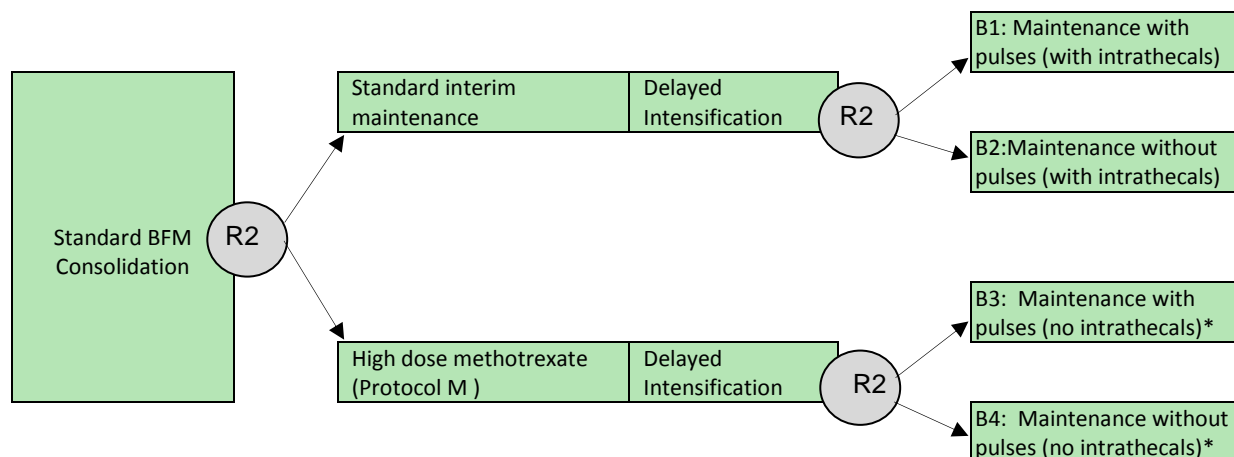 Standard BFM
Consolidation
R2
Standard interim
maintenance
Delayed
Intensification
R2
B1: Maintenance with
pulses (with intrathecals)
B2:Maintenance without
pulses (with intrathecals)
High dose methotrexate
(Protocol M )
Delayed
Intensification
R2
B3:  Maintenance with
pulses (no intrathecals)*
B4:  Maintenance without
pulses (no intrathecals)*